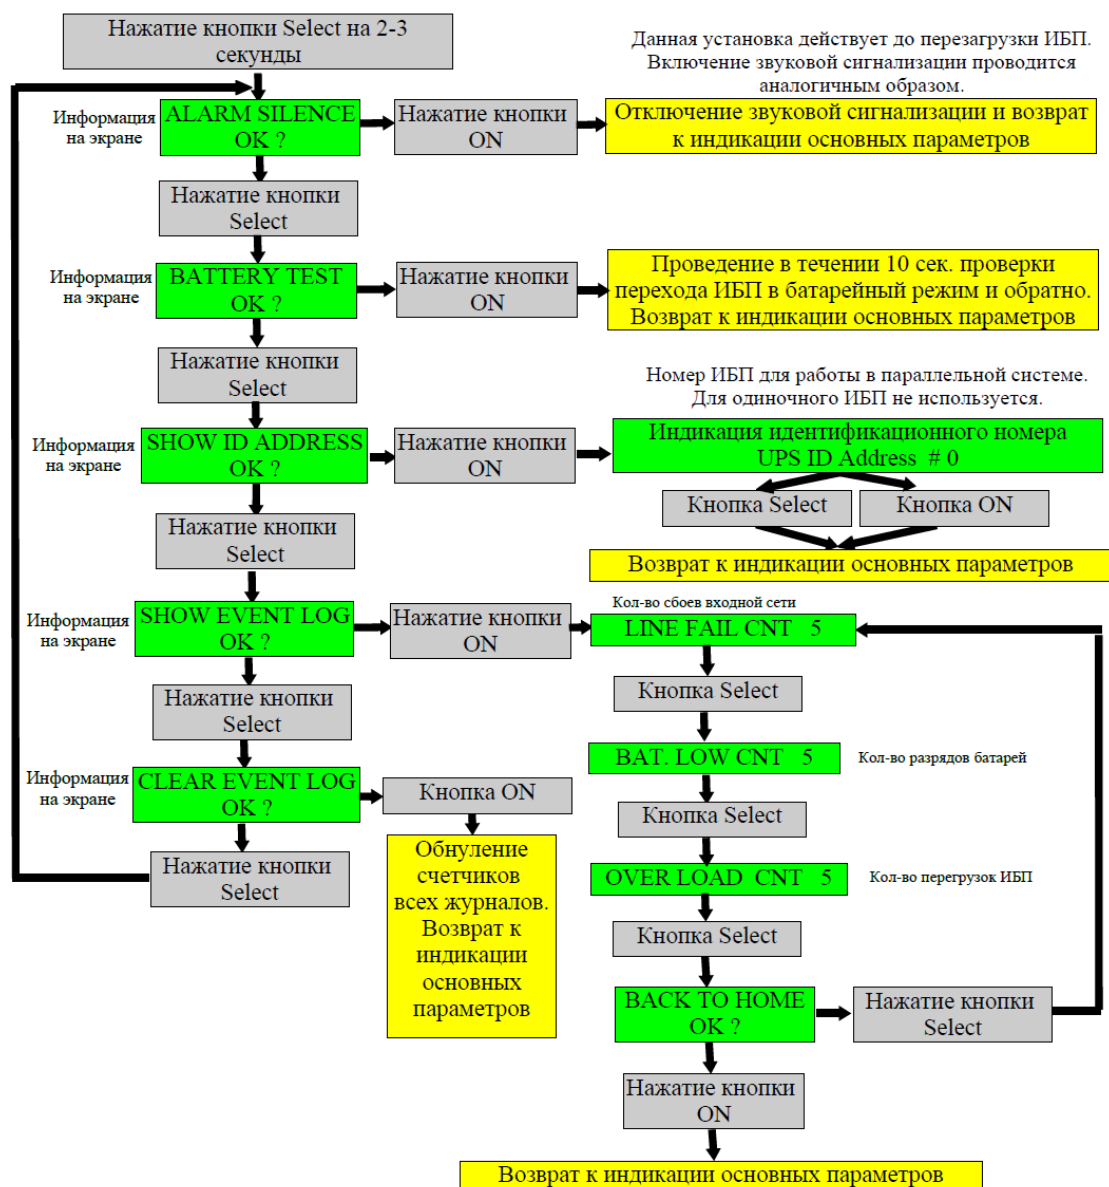 Нажатие кнопки Select на 2-3
секунды
Данная установка действует до перезагрузки ИБП.
Включение звуковой сигнализации проводится
аналогичным образом.
Информация
на экране
ALARM SILENCE
OK ?
Нажатие кнопки
ON
Отключение звуковой сигнализации и возврат
к индикации основных параметров
Нажатие кнопки
Select
Информация
на экране
BATTERY TEST
OK ?
Нажатие кнопки
ON
Проведение в течении 10 сек. проверки
перехода ИБП в батарейный режим и обратно.
Возврат к индикации основных параметров
Нажатие кнопки
Select
Номер ИБП для работы в параллельной системе.
Для одиночного ИБП не используется.
Информация
на экране
SHOW ID ADDRESS
OK ?
Нажатие кнопки
ON
Индикация идентификационного номера
UPS ID Address # 0
Кнопка Select
Кнопка ON
Возврат к индикации основных параметров
Нажатие кнопки
Select
Информация
на экране
SHOW EVENT LOG
OK ?
Нажатие кнопки
ON
Кол-во сбоев входной сети
LINE FAIL CNT 5
Кнопка Select
Нажатие кнопки
Select
BAT. LOW CNT 5
Кол-во разрядов батарей
Информация
на экране
CLEAR EVENT LOG
OK ?
Кнопка ON
Кнопка Select
Обнуление
счетчиков
всех журналов.
Возврат к
индикации
основных
параметров
Нажатие кнопки
Select
OVER LOAD CNT 5
Кол-во перегрузок ИБП
Кнопка Select
BACK TO HOME
OK ?
Нажатие кнопки
Select
Нажатие кнопки
ON
Возврат к индикации основных параметров